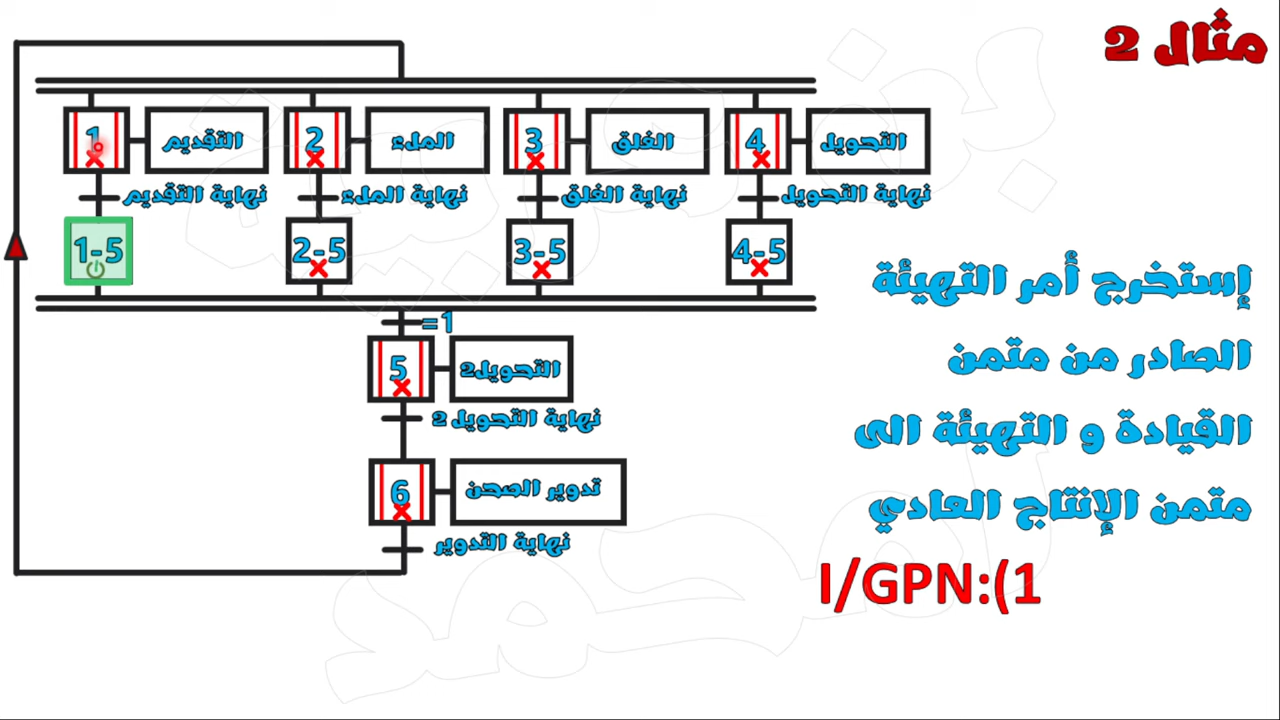 مثال 2
1 التقديم 2 الملء 3 الغلق 4 التحويل
نهاية التقديم نهاية الملء نهاية الغلق نهاية التحويل
1-5 2-5 3-5 4-5
=1
5 التحويل2
نهاية التحويل 2
6 تدوير الصحن
نهاية التدوير
إستخرج أمر التهيئة
الصادر من متمن
القيادة و التهيئة الى
متمن الإنتاج العادي
I/GPN:(1